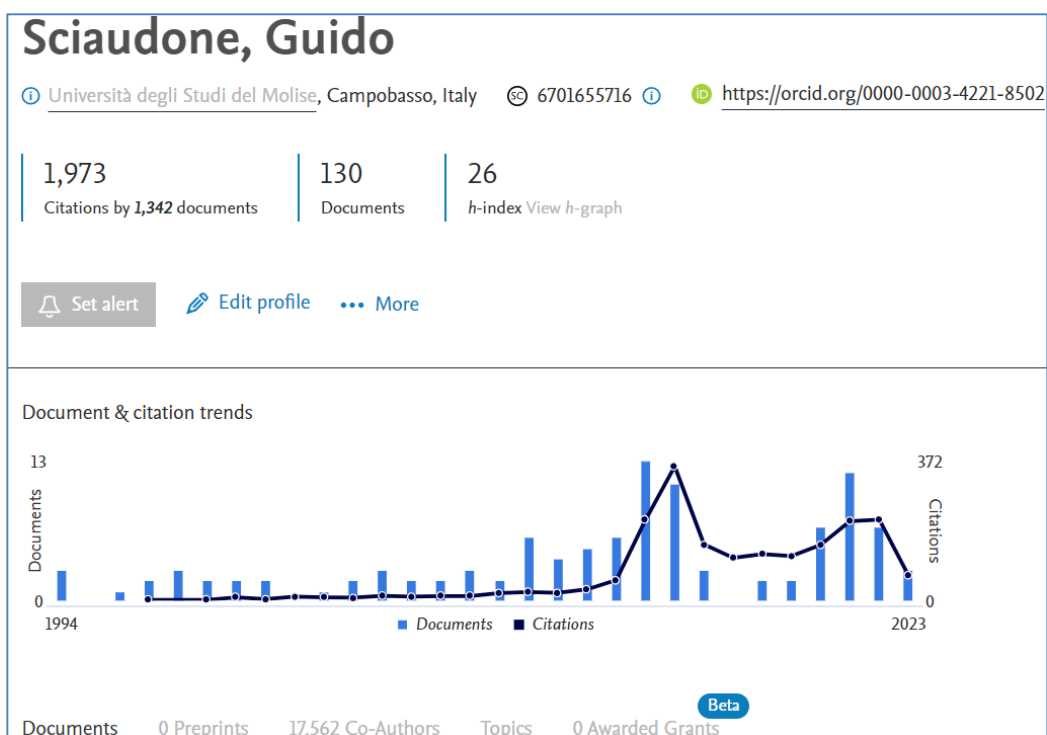 Sciaudone, Guido
Università degli Studi del Molise, Campobasso, Italy SC 6701655716 iD https://orcid.org/0000-0003-4221-8502
1,973 130 26
Citations by 1,342 documents Documents h-index View h-graph
Set alert Edit profile More
Document & citation trends
13 372
Documents Citations
0 0
1994 2023
Documents Citations
Beta
Documents 0 Preprints 17,562 Co-Authors Topics 0 Awarded Grants